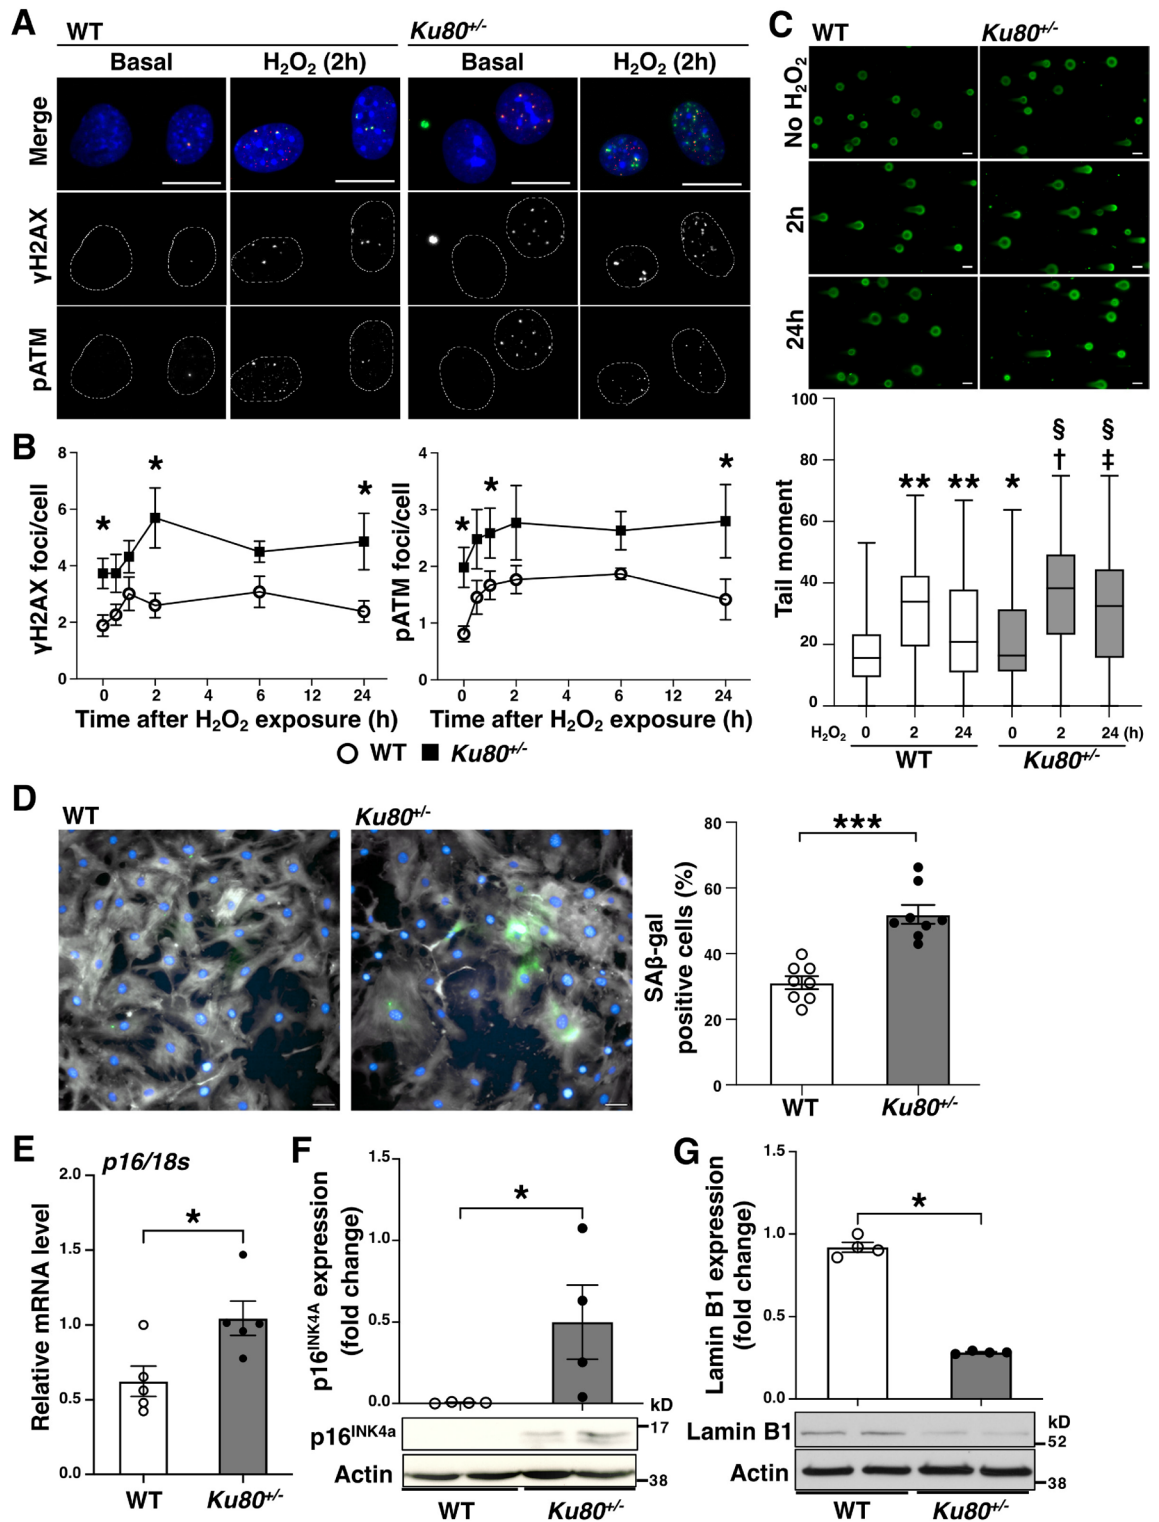 A
WT
Ku80+/-
Basal
H2O2 (2h)
Basal
H2O2 (2h)
Merge
γH2AX
pATM
B
8
6
4
2
0
γH2AX foci/cell
*
*
*
0
2
4
6
12
24
Time after H2O2 exposure (h)
4
3
2
1
0
pATM foci/cell
*
*
*
0
2
4
6
12
24
Time after H2O2 exposure (h)
WT
Ku80+/-
C
WT
Ku80+/-
No H2O2
2h
24h
100
80
60
40
20
0
Tail moment
**
**
*
§
†
§
‡
H2O2
0
2
24
0
2
24 (h)
WT
Ku80+/-
D
WT
Ku80+/-
80
60
40
20
0
SAβ-gal
positive cells (%)
***
WT
Ku80+/-
E
p16/18s
2.0
1.5
1.0
0.5
0.0
Relative mRNA level
*
WT
Ku80+/-
F
1.5
1.0
0.5
0.0
p16INK4A expression
(fold change)
*
kD
p16INK4a
17
Actin
38
WT
Ku80+/-
G
1.5
1.0
0.5
0.0
Lamin B1 expression
(fold change)
*
kD
Lamin B1
52
Actin
38
WT
Ku80+/-